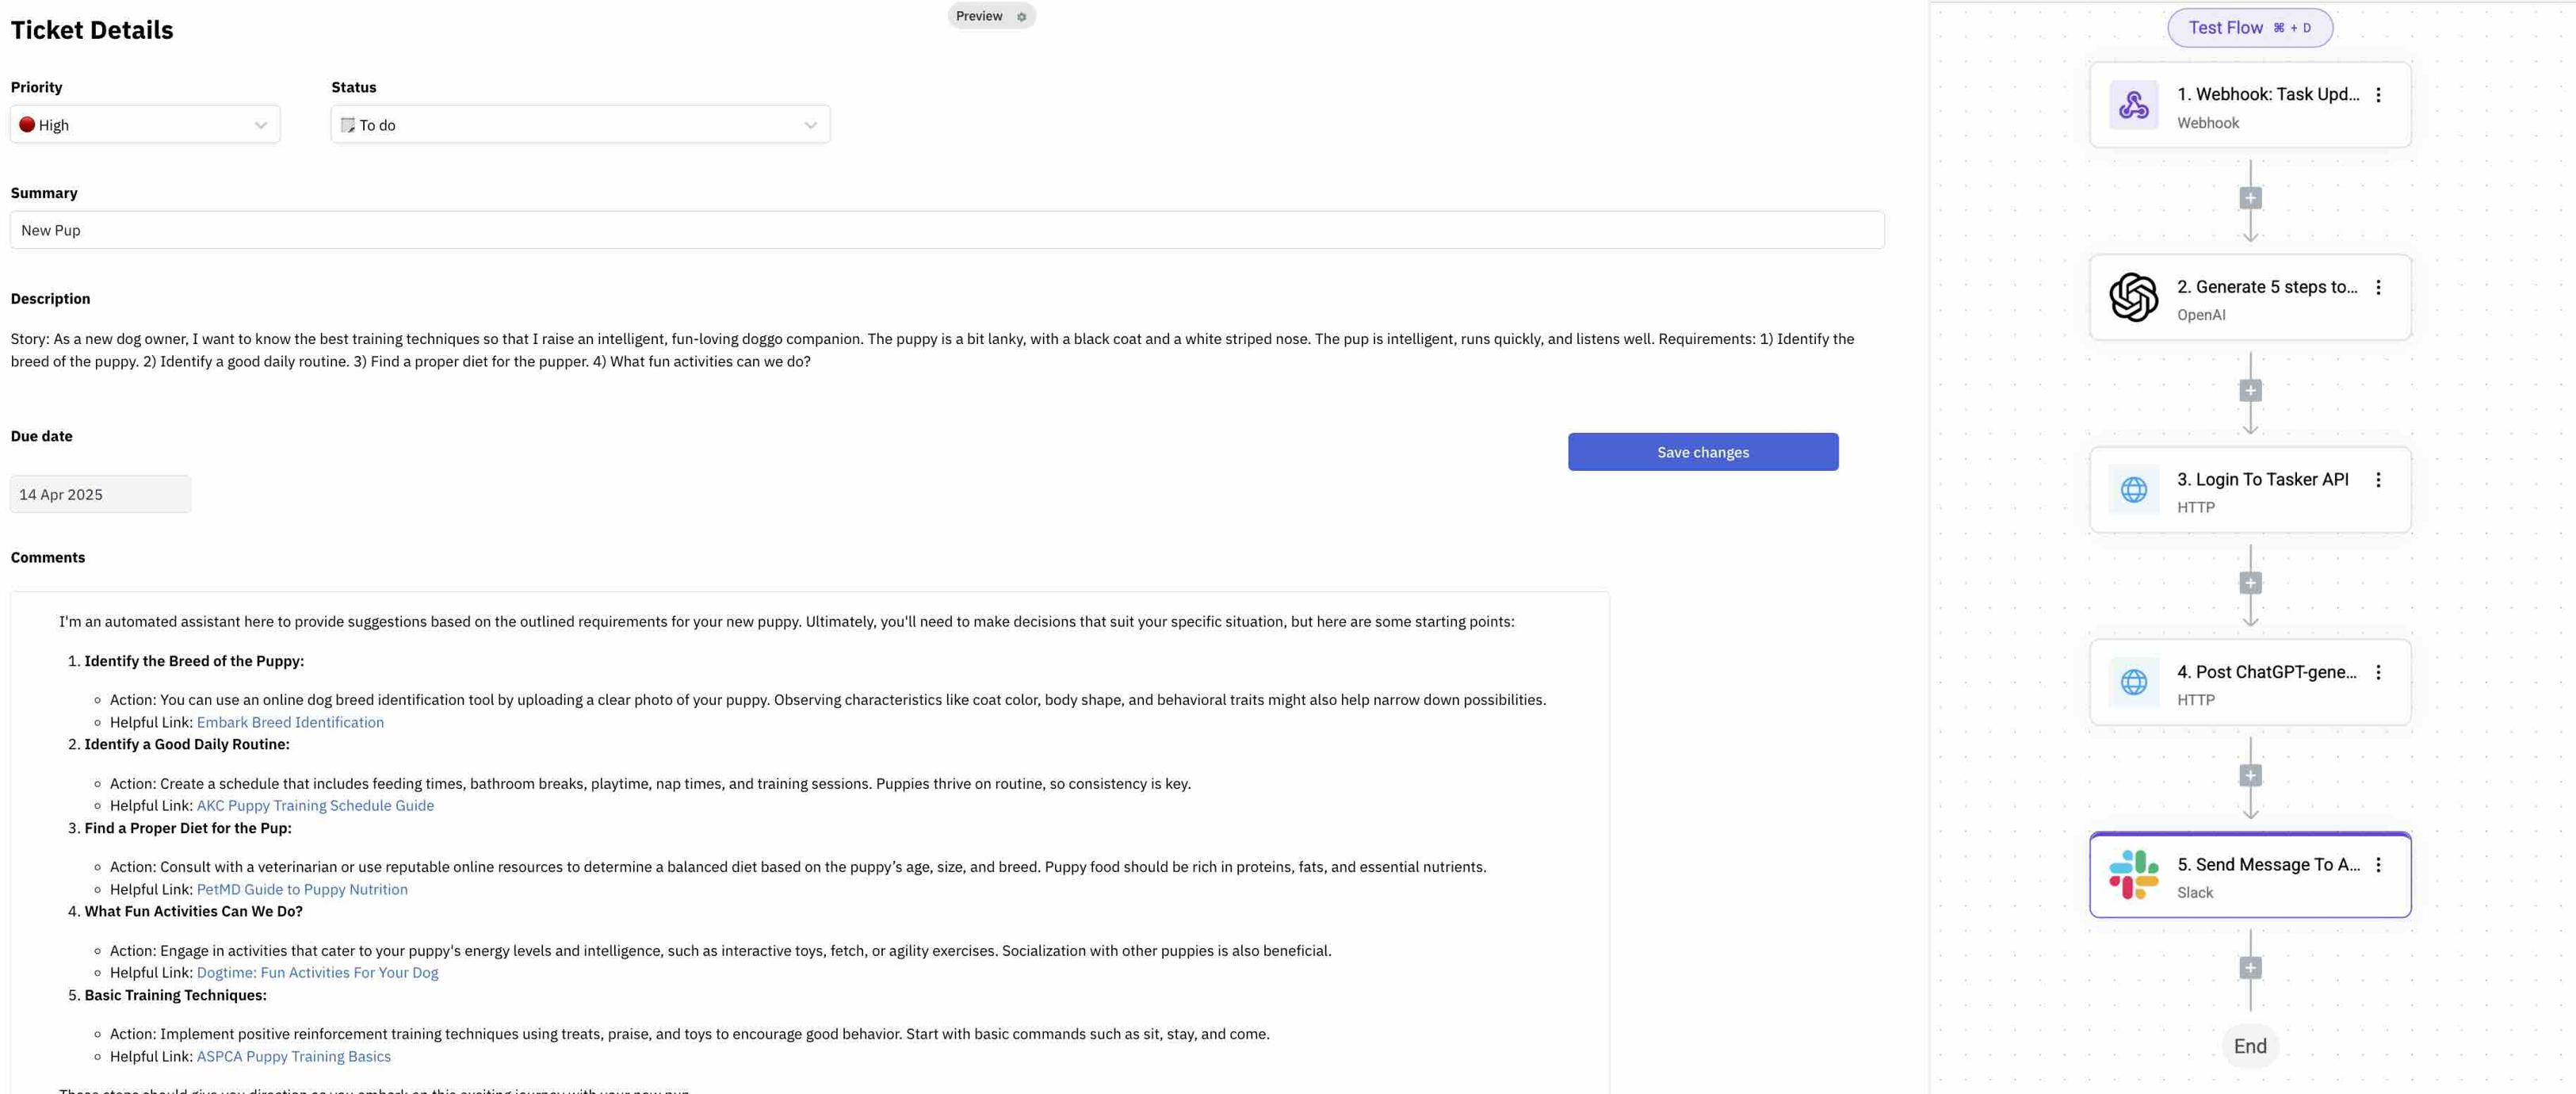 Ticket Details
Preview
Priority
Status
High
To do
Summary
New Pup
Description
Story: As a new dog owner, I want to know the best training techniques so that I raise an intelligent, fun-loving doggo companion. The puppy is a bit lanky, with a black coat and a white striped nose. The pup is intelligent, runs quickly, and listens well. Requirements: 1) Identify the
breed of the puppy. 2) Identify a good daily routine. 3) Find a proper diet for the pupper. 4) What fun activities can we do?
Due date
Save changes
14 Apr 2025
Comments
I'm an automated assistant here to provide suggestions based on the outlined requirements for your new puppy. Ultimately, you'll need to make decisions that suit your specific situation, but here are some starting points:
1. Identify the Breed of the Puppy:
Action: You can use an online dog breed identification tool by uploading a clear photo of your puppy. Observing characteristics like coat color, body shape, and behavioral traits might also help narrow down possibilities.
Helpful Link: Embark Breed Identification
2. Identify a Good Daily Routine:
Action: Create a schedule that includes feeding times, bathroom breaks, playtime, nap times, and training sessions. Puppies thrive on routine, so consistency is key.
Helpful Link: AKC Puppy Training Schedule Guide
3. Find a Proper Diet for the Pup:
Action: Consult with a veterinarian or use reputable online resources to determine a balanced diet based on the puppy’s age, size, and breed. Puppy food should be rich in proteins, fats, and essential nutrients.
Helpful Link: PetMD Guide to Puppy Nutrition
4. What Fun Activities Can We Do?
Action: Engage in activities that cater to your puppy's energy levels and intelligence, such as interactive toys, fetch, or agility exercises. Socialization with other puppies is also beneficial.
Helpful Link: Dogtime: Fun Activities For Your Dog
5. Basic Training Techniques:
Action: Implement positive reinforcement training techniques using treats, praise, and toys to encourage good behavior. Start with basic commands such as sit, stay, and come.
Helpful Link: ASPCA Puppy Training Basics
These steps should give you direction as you embark on this exciting journey with your new pup
Test Flow ⌘ + D
1. Webhook: Task Upd...
Webhook
2. Generate 5 steps to...
OpenAI
3. Login To Tasker API
HTTP
4. Post ChatGPT-gene...
HTTP
5. Send Message To A...
Slack
End